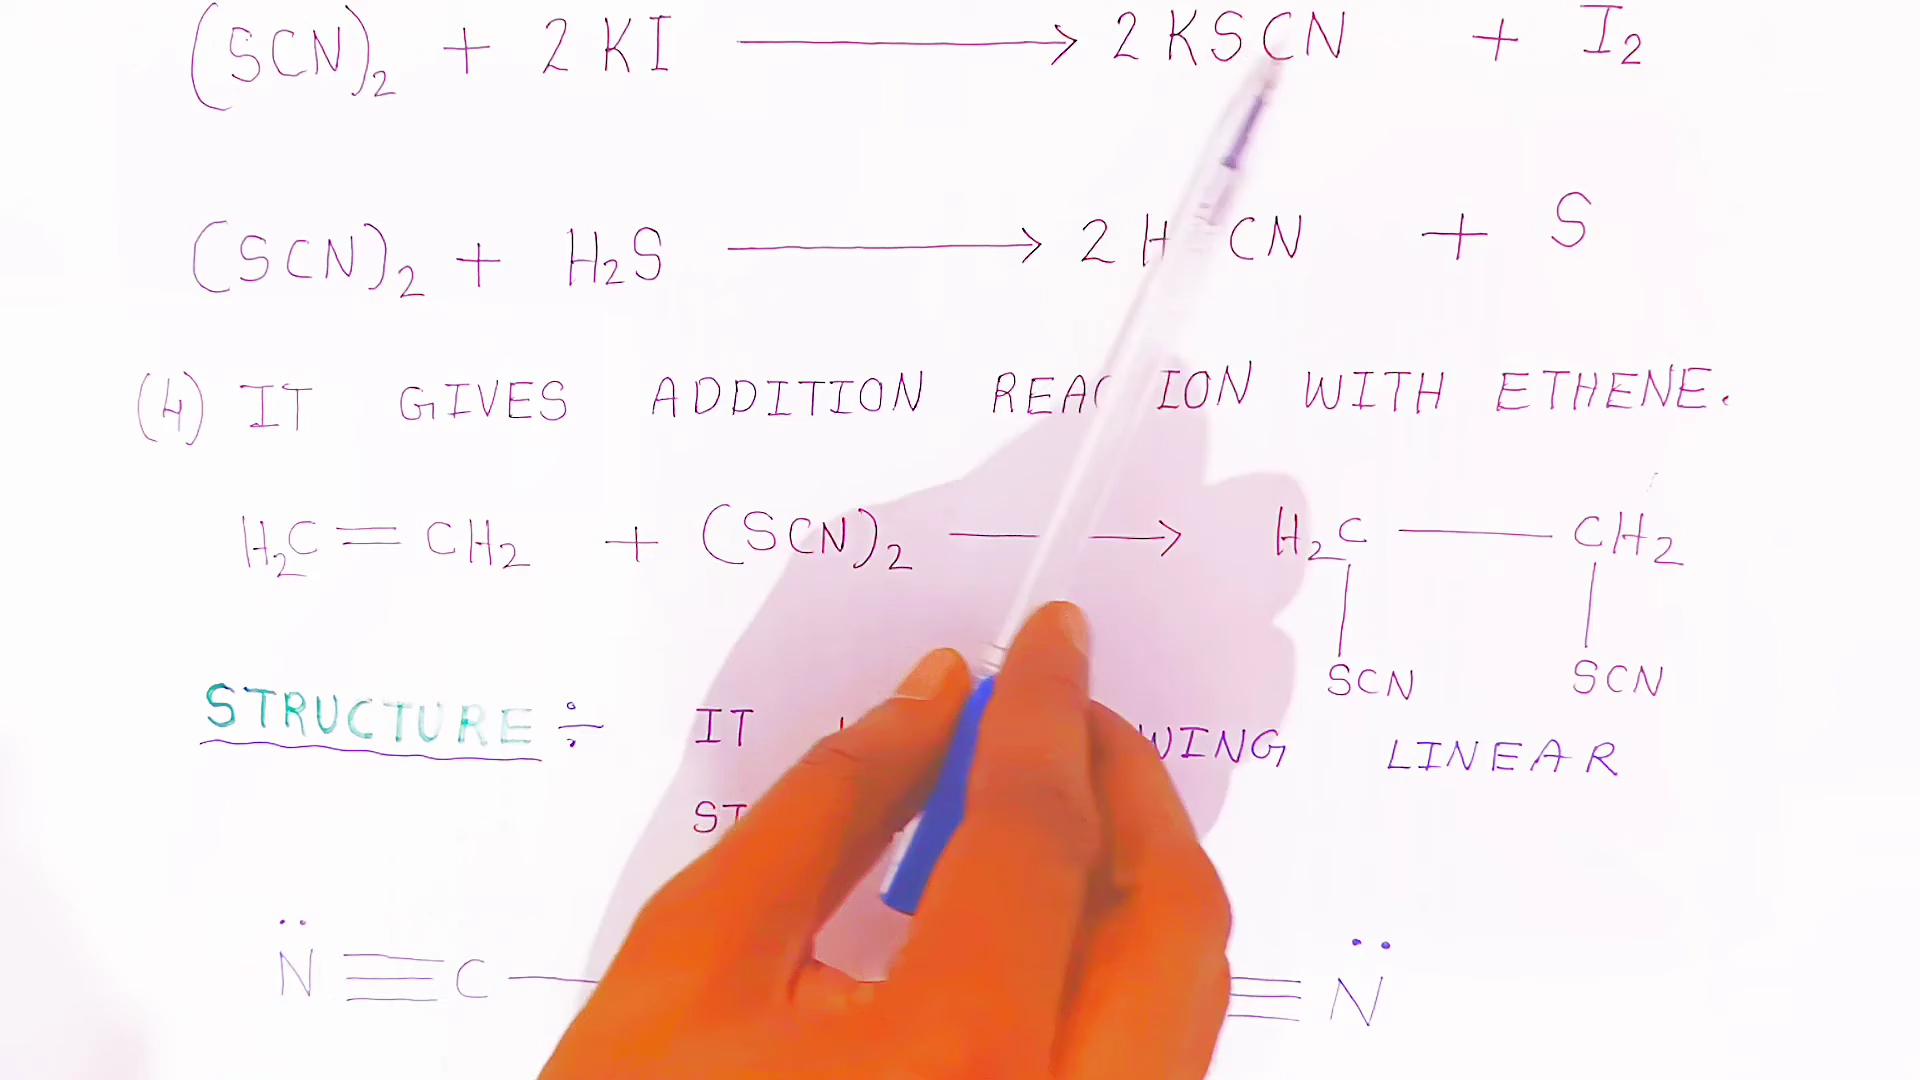 (SCN)2 + 2 KI ⟶ 2 KSCN + I2
(SCN)2 + H2S ⟶ 2 H CN + S
(4) IT GIVES ADDITION REAC ION WITH ETHENE.
H2C = CH2 + (SCN)2 ⟶ H2C — CH2
SCN SCN
STRUCTURE ÷ IT WING LINEAR
ST
N̈ ≡ C — ≡ N̈